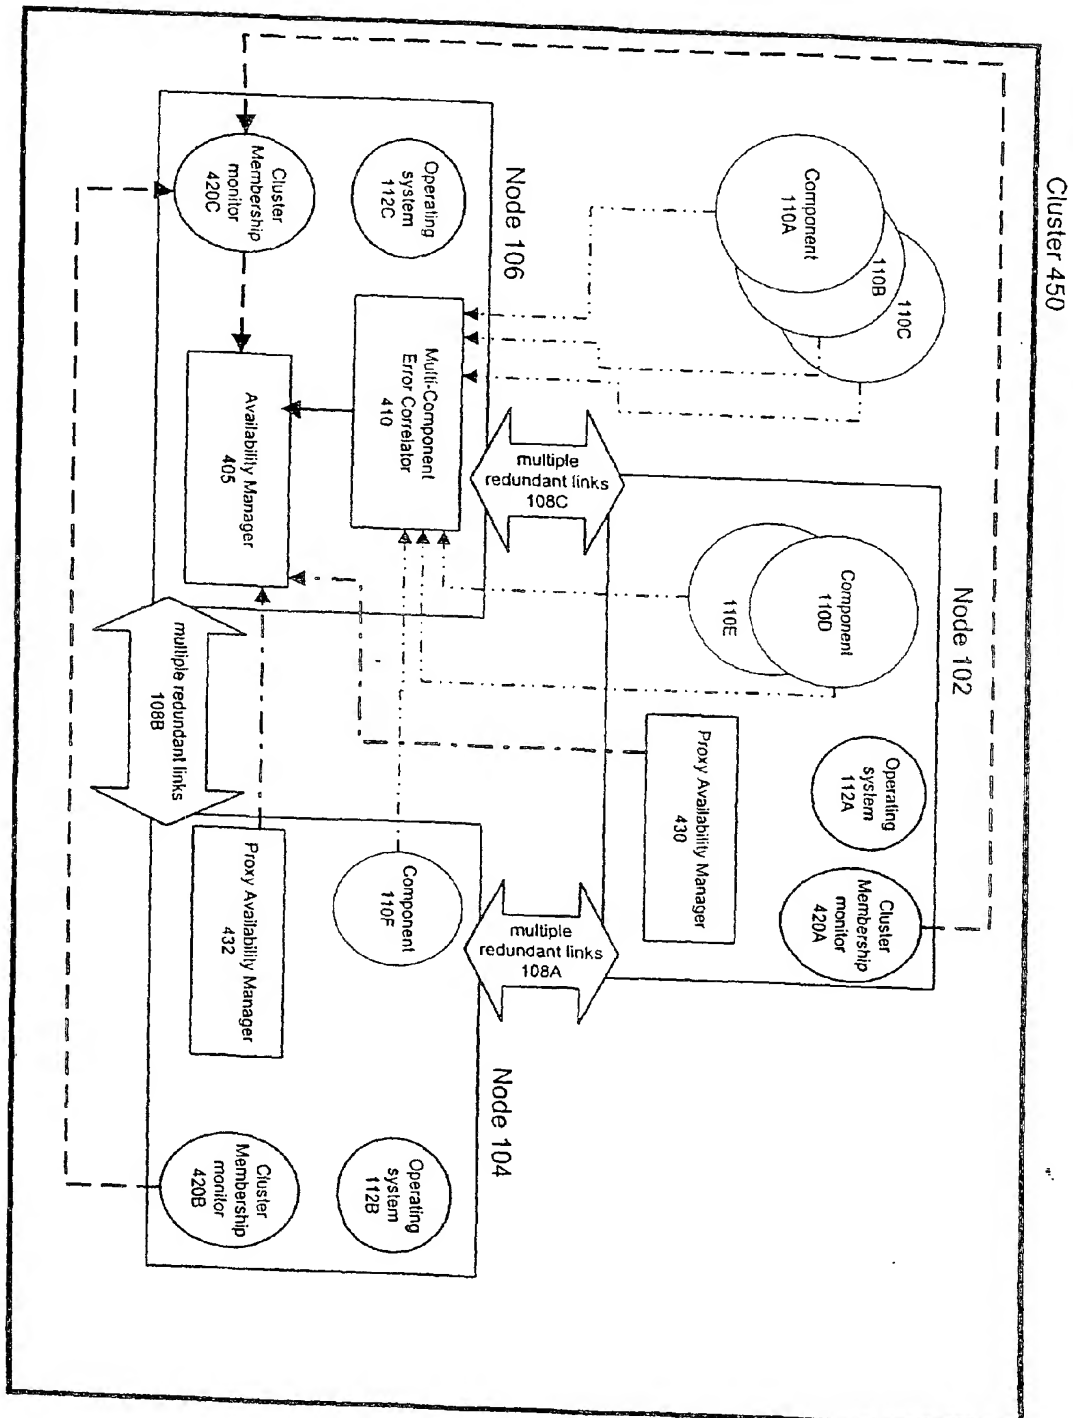 Cluster 450
Component
110A
110B
110C
Node 102
Component
110D
110E
Operating
system
112A
Cluster
Membership
monitor
420A
Proxy Availability Manager
430
Node 106
Operating
system
112C
Cluster
Membership
monitor
420C
Multi-Component
Error Correlator
410
Availability Manager
405
multiple
redundant links
108C
multiple
redundant links
108A
multiple redundant links
108B
Node 104
Component
110F
Proxy Availability Manager
432
Operating
system
112B
Cluster
Membership
monitor
420B